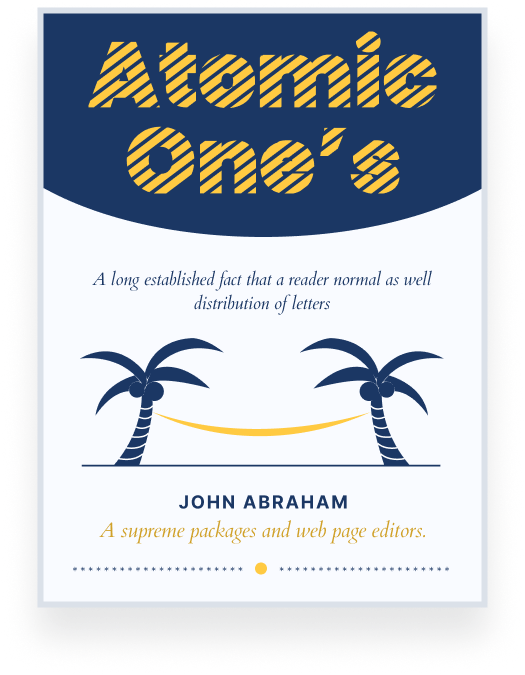 Atomic
One's
A long established fact that a reader normal as well
distribution of letters
JOHN ABRAHAM
A supreme packages and web page editors.